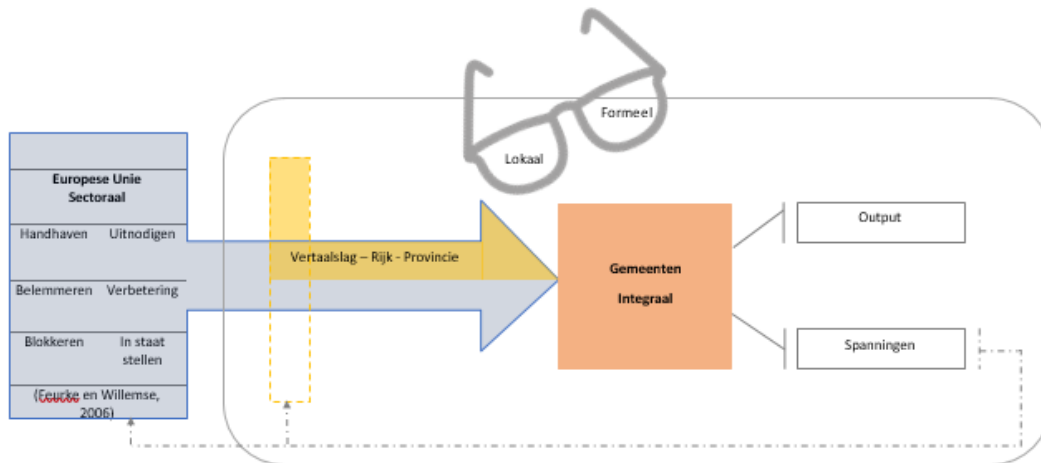 Formeel
Lokaal
Europese Unie
Sectoraal
Handhaven Uitnodigen
Belemmeren Verbetering
Blokkeren In staat
stellen
(Feurke en Willemse,
2006)
Vertaalslag – Rijk - Provincie
Gemeenten
Integraal
Output
Spanningen